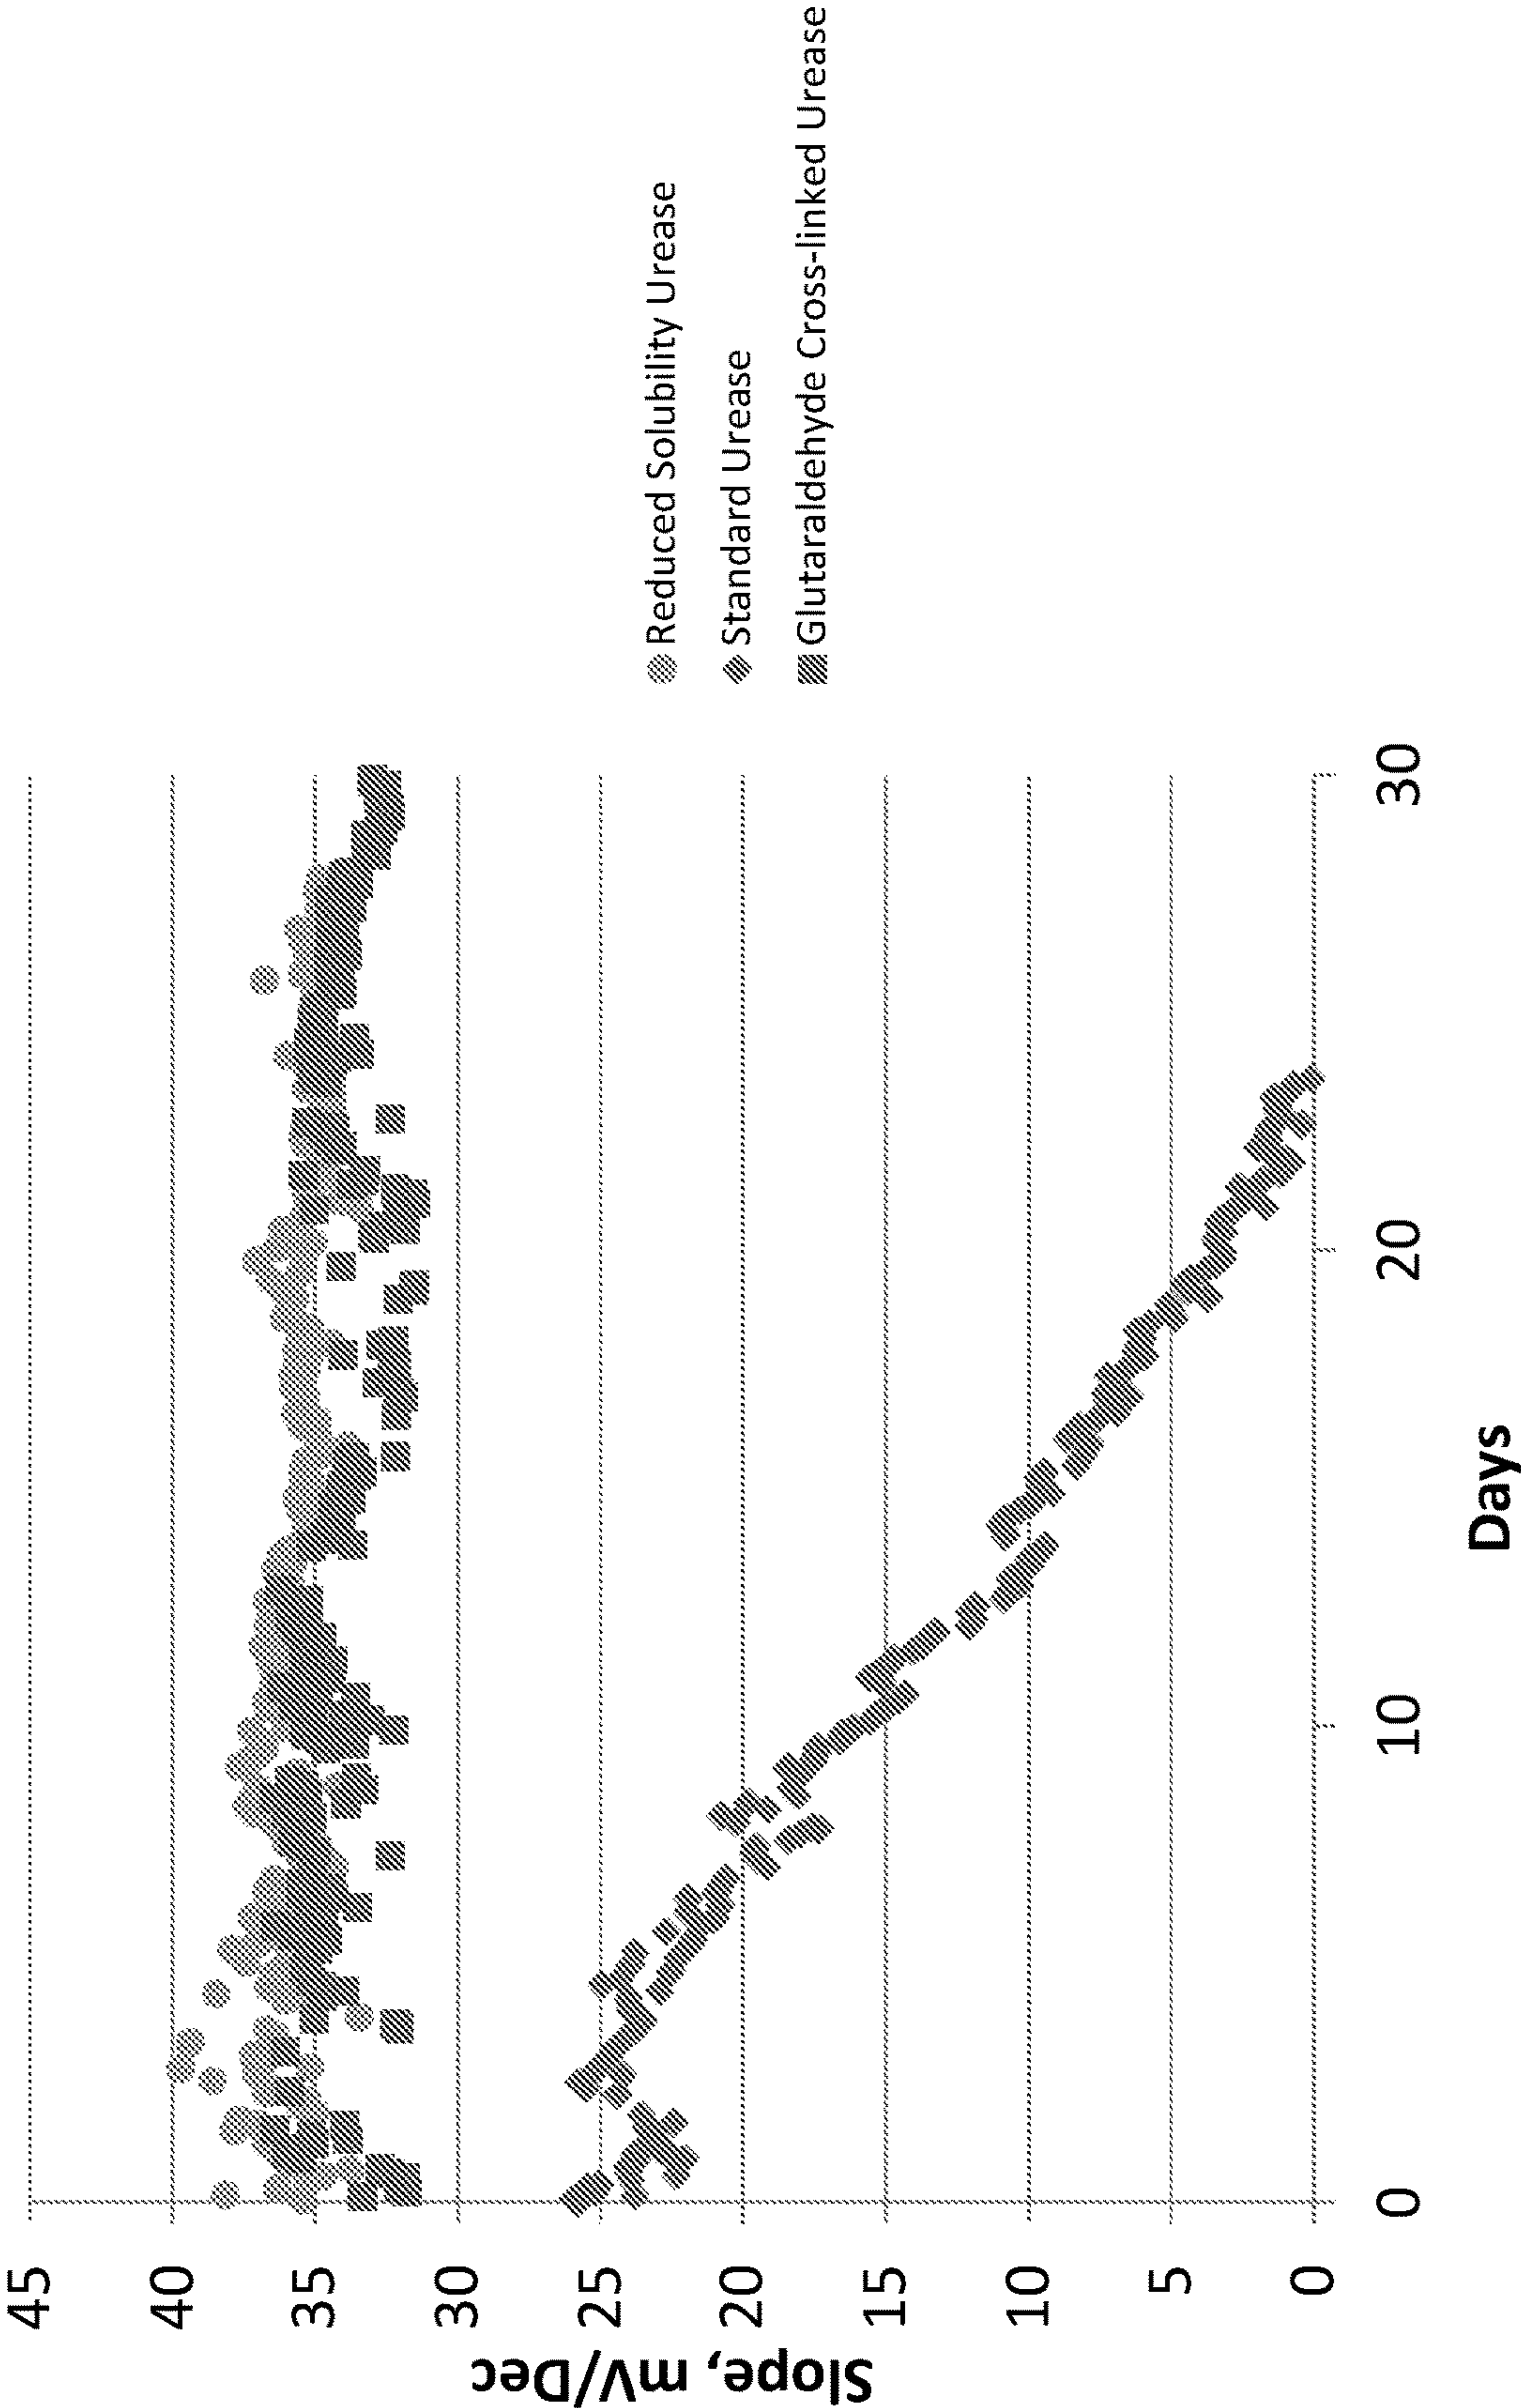 Slope, mV/Dec
45
40
35
30
25
20
15
10
5
0
0
10
20
30
Days
Reduced Solubility Urease
Standard Urease
Glutaraldehyde Cross-linked Urease